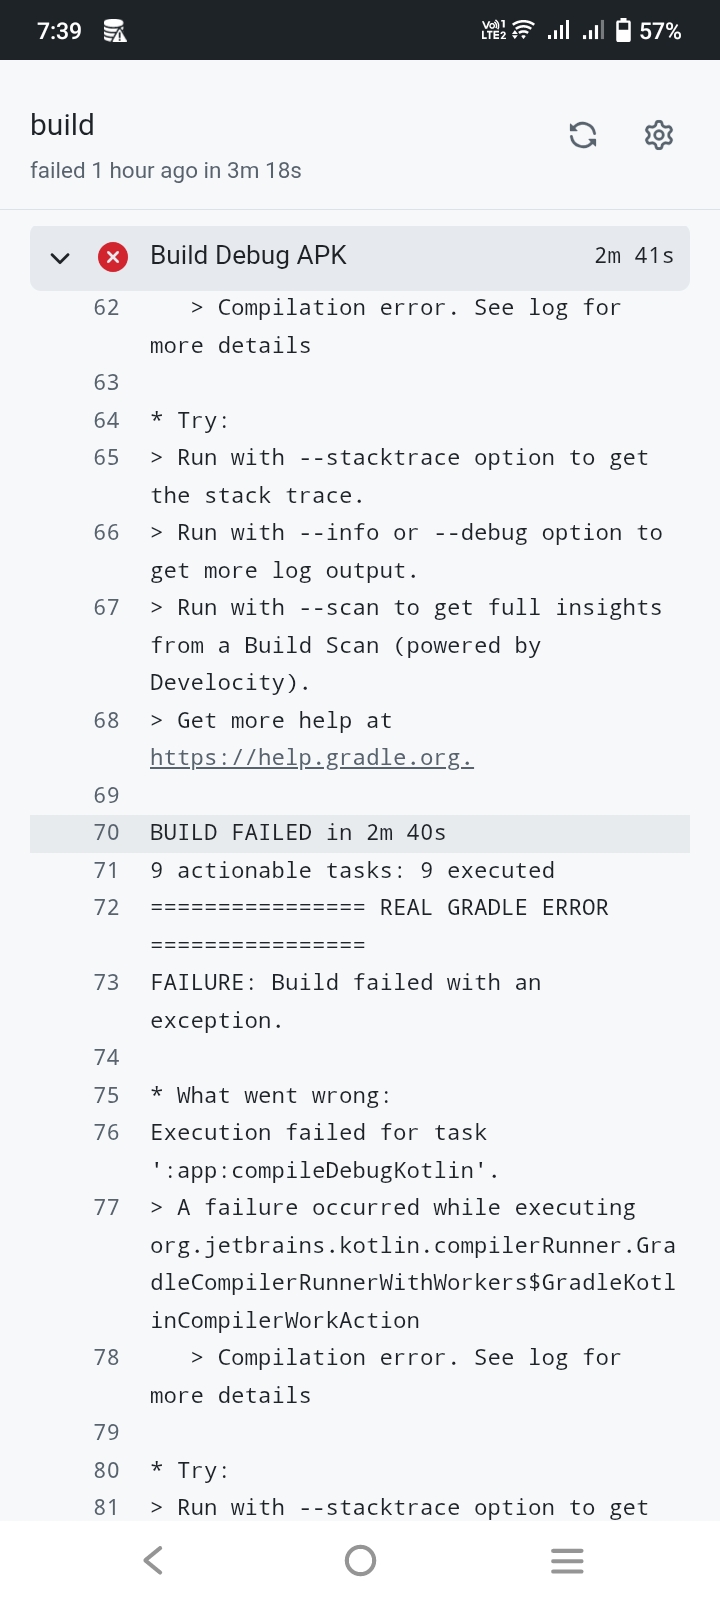 7:39
Vo)) 1 LTE2 57%
build
failed 1 hour ago in 3m 18s
Build Debug APK 2m 41s
62 > Compilation error. See log for
more details
63
64 * Try:
65 > Run with --stacktrace option to get
the stack trace.
66 > Run with --info or --debug option to
get more log output.
67 > Run with --scan to get full insights
from a Build Scan (powered by
Develocity).
68 > Get more help at
https://help.gradle.org.
69
70 BUILD FAILED in 2m 40s
71 9 actionable tasks: 9 executed
72 ================ REAL GRADLE ERROR
================
73 FAILURE: Build failed with an
exception.
74
75 * What went wrong:
76 Execution failed for task
':app:compileDebugKotlin'.
77 > A failure occurred while executing
org.jetbrains.kotlin.compilerRunner.Gra
dleCompilerRunnerWithWorkers$GradleKotl
inCompilerWorkAction
78 > Compilation error. See log for
more details
79
80 * Try:
81 > Run with --stacktrace option to get